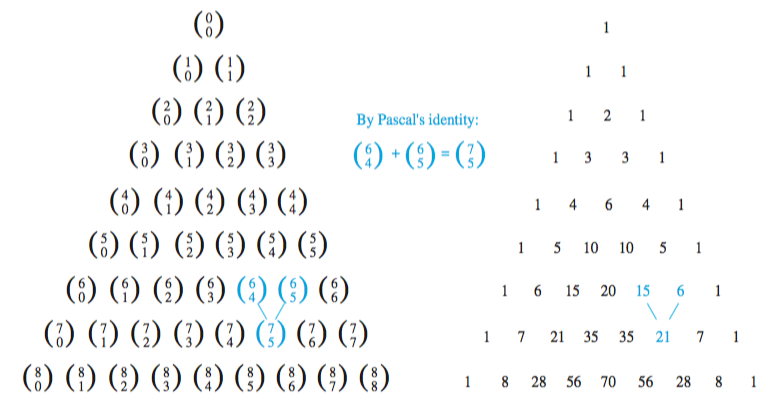 (0 0) 1
(1 0) (1 1) 1 1
(2 0) (2 1) (2 2) 1 2 1
By Pascal's identity:
(3 0) (3 1) (3 2) (3 3) (6 4) + (6 5) = (7 5) 1 3 3 1
(4 0) (4 1) (4 2) (4 3) (4 4) 1 4 6 4 1
(5 0) (5 1) (5 2) (5 3) (5 4) (5 5) 1 5 10 10 5 1
(6 0) (6 1) (6 2) (6 3) (6 4) (6 5) (6 6) 1 6 15 20 15 6 1
(7 0) (7 1) (7 2) (7 3) (7 4) (7 5) (7 6) (7 7) 1 7 21 35 35 21 7 1
(8 0) (8 1) (8 2) (8 3) (8 4) (8 5) (8 6) (8 7) (8 8) 1 8 28 56 70 56 28 8 1